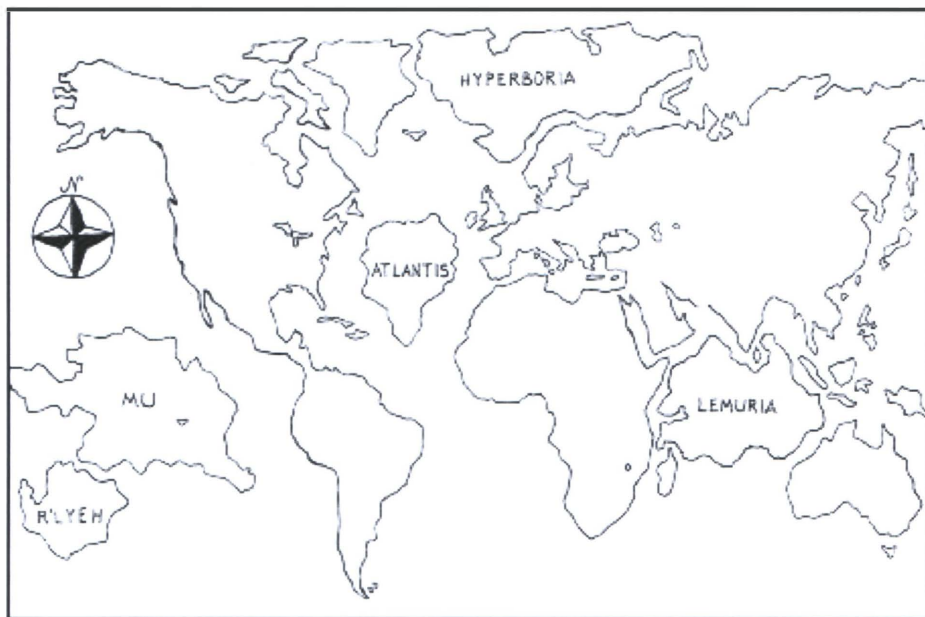 HYPERBORIA
N
ATLANTIS
MU
LEMURIA
R'LYEH